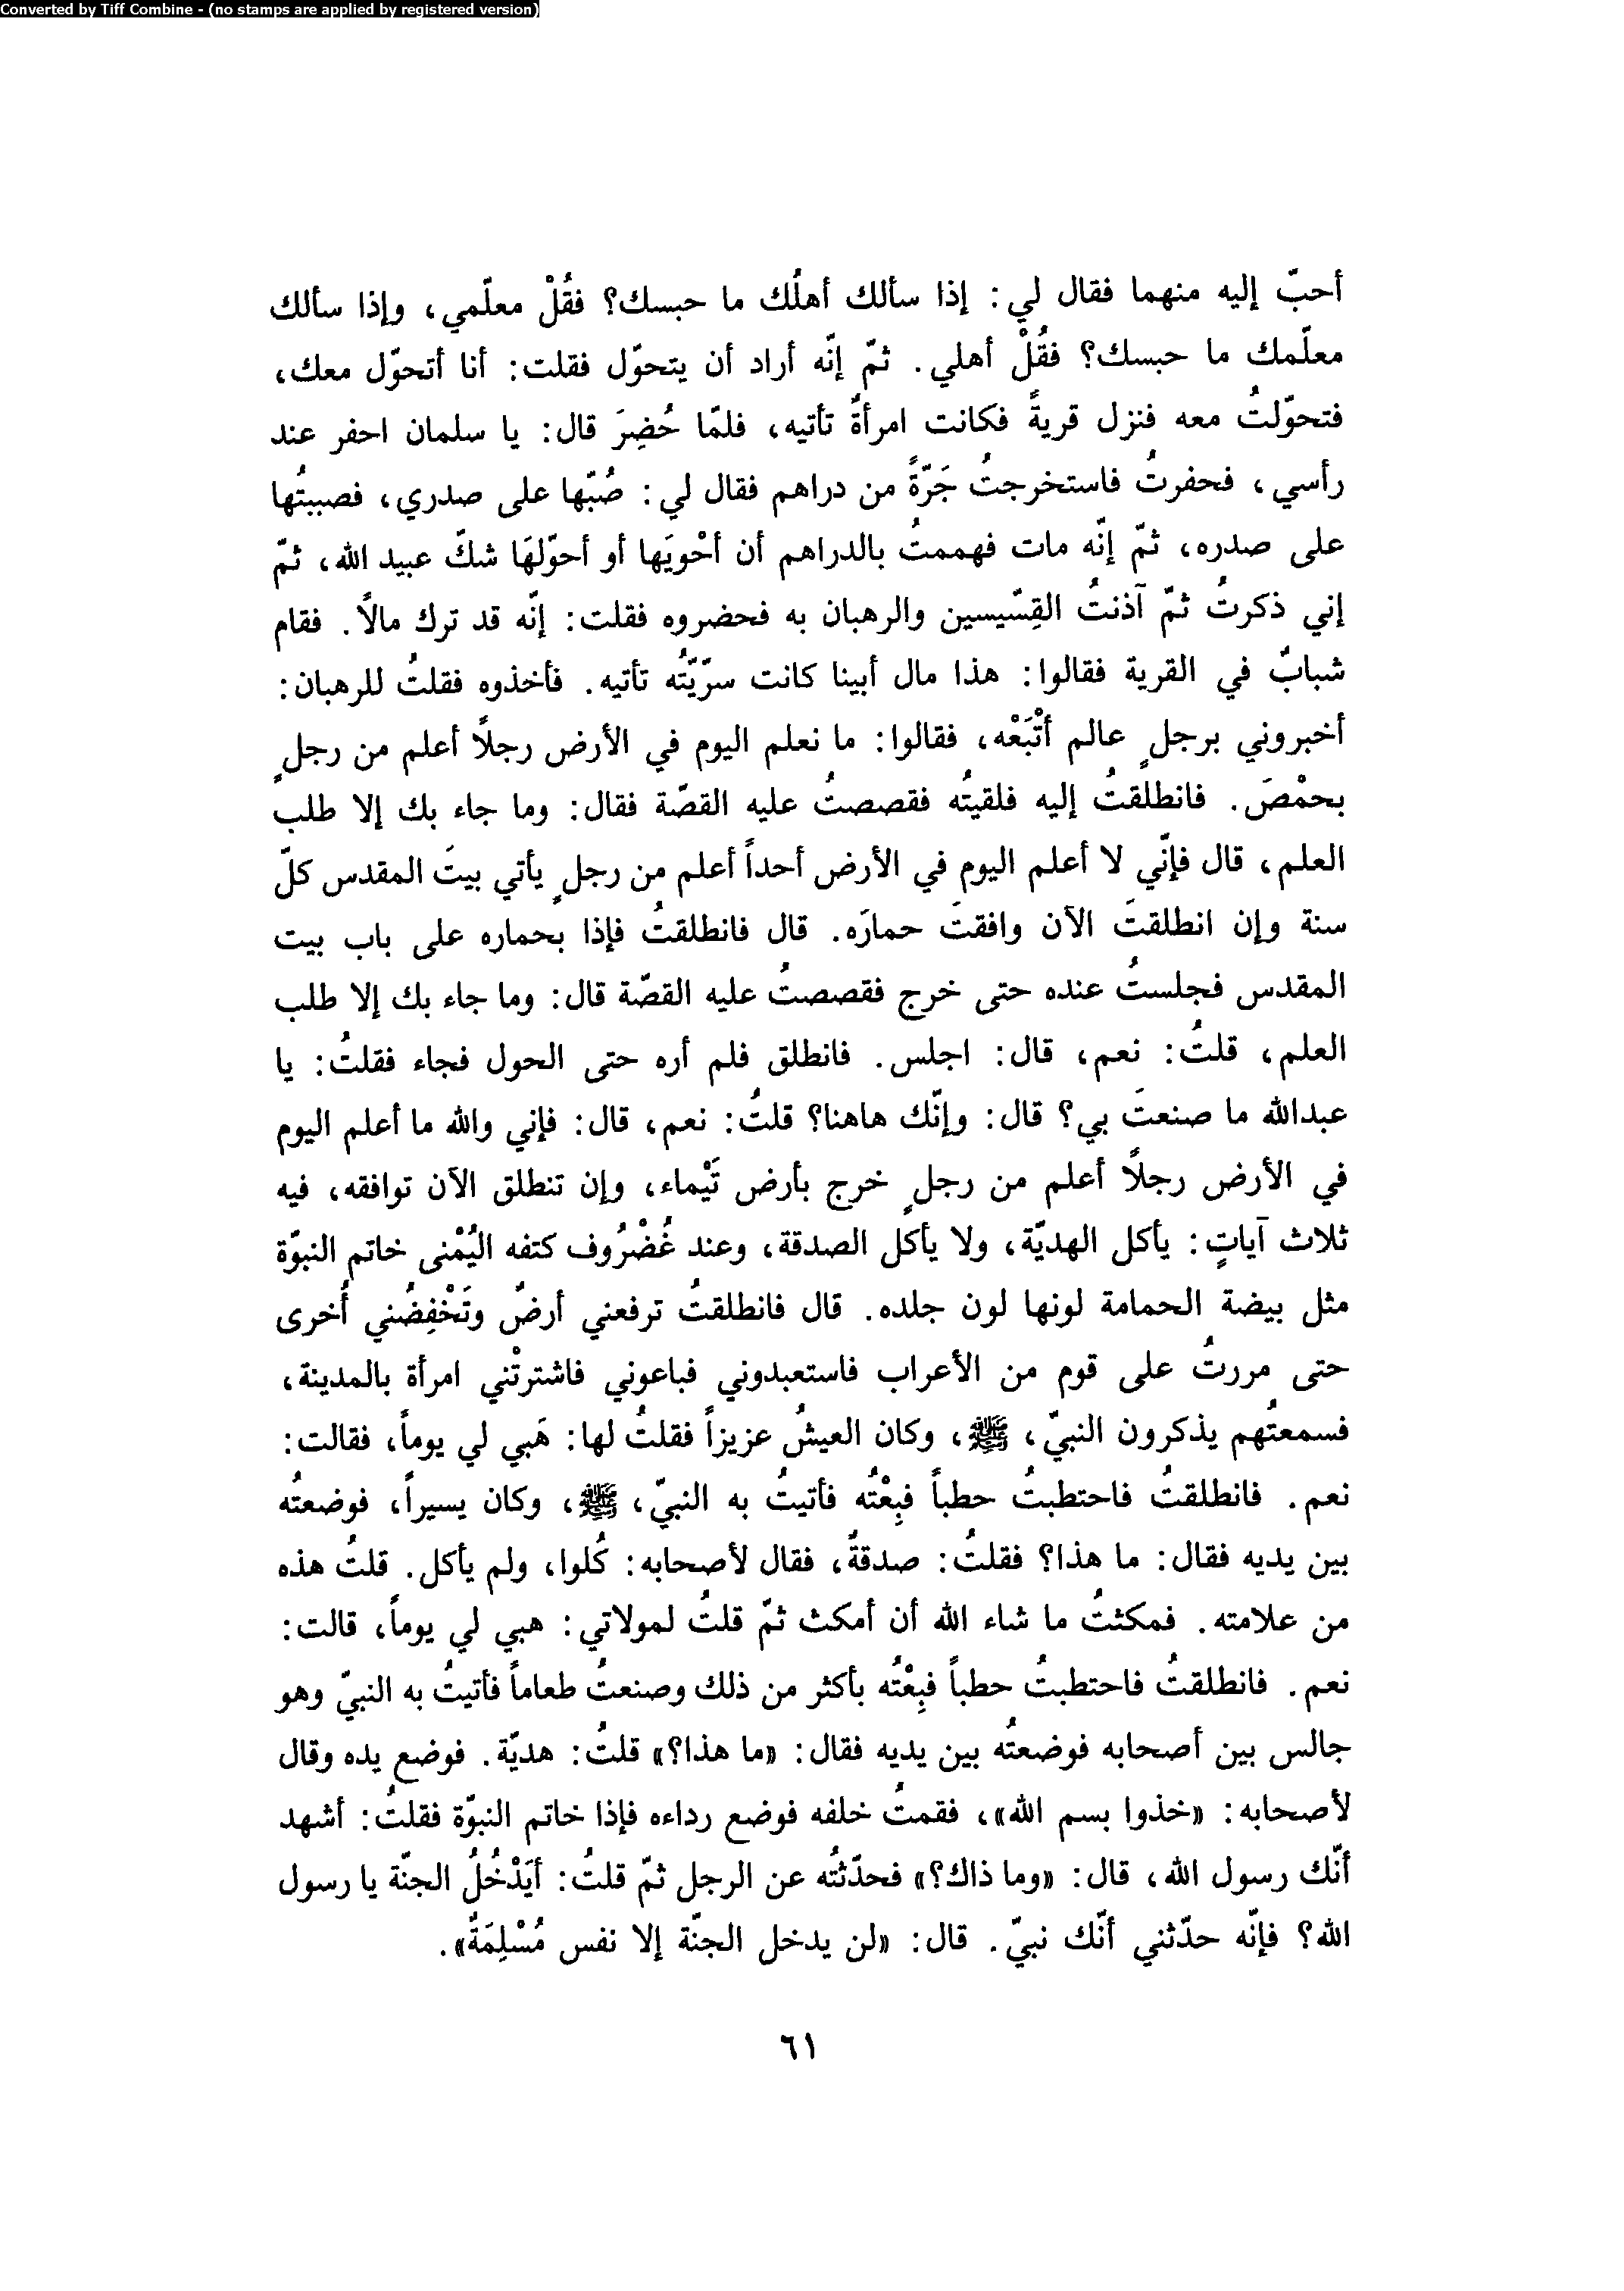 Converted by Tiff Combine - (no stamps are applied by registered version)
أحبّ إليه منهما فقال لي: إذا سألك أهلُك ما حبسك؟ فقُلْ معلّمي، وإذا سألك
معلّمك ما حبسك؟ فقُلْ أهلي. ثمّ إنّه أراد أن يتحوّل فقلت: أنا أتحوّل معك،
فتحوّلتُ معه فنزل قريةً فكانت امرأةٌ تأتيه، فلمّا حُضِرَ قال: يا سلمان احفر عند
رأسي، فحفرتُ فاستخرجتُ جَرّةً من دراهم فقال لي: صُبّها على صدري، فصببتُها
على صدره، ثمّ إنّه مات فهممتُ بالدراهم أن أحْويَها أو أحوّلهَا شكّ عبيد الله، ثمّ
إني ذكرتُ ثمّ آذنتُ القِسّيسين والرهبان به فحضروه فقلت: إنّه قد ترك مالاً. فقام
شبابٌ في القرية فقالوا: هذا مال أبينا كانت سرّيّتُه تأتيه. فأخذوه فقلتُ للرهبان:
أخبروني برجلٍ عالم أتْبَعْه، فقالوا: ما نعلم اليوم في الأرض رجلاً أعلم من رجلٍ
بحمْصَ. فانطلقتُ إليه فلقيتُه فقصصتُ عليه القصّة فقال: وما جاء بك إلا طلب
العلم، قال فإنّي لا أعلم اليوم في الأرض أحداً أعلم من رجلٍ يأتي بيتَ المقدس كلّ
سنة وإن انطلقتَ الآن وافقتَ حمارَه. قال فانطلقتُ فإذا بحماره على باب بيت
المقدس فجلستُ عنده حتى خرج فقصصتُ عليه القصّة قال: وما جاء بك إلا طلب
العلم، قلتُ: نعم، قال: اجلس. فانطلق فلم أره حتى الحول فجاء فقلتُ: يا
عبدالله ما صنعتَ بي؟ قال: وإنّك هاهنا؟ قلتُ: نعم، قال: فإني والله ما أعلم اليوم
في الأرض رجلاً أعلم من رجلٍ خرج بأرض تَيْماء، وإن تنطلق الآن توافقه، فيه
ثلاث آياتٍ: يأكل الهديّة، ولا يأكل الصدقة، وعند غُضْرُوف كتفه اليُمْنى خاتم النبوّة
مثل بيضة الحمامة لونها لون جلده. قال فانطلقتُ ترفعني أرضٌ وتَخْفِضُني أُخرى
حتى مررتُ على قوم من الأعراب فاستعبدوني فباعوني فاشترتْني امرأة بالمدينة،
فسمعتُهم يذكرون النبيّ، ﷺ، وكان العيشُ عزيزاً فقلتُ لها: هَبي لي يوماً، فقالت:
نعم. فانطلقتُ فاحتطبتُ حطباً فبِعْتُه فأتيتُ به النبيّ، ﷺ، وكان يسيراً، فوضعتُه
بين يديه فقال: ما هذا؟ فقلتُ: صدقةٌ، فقال لأصحابه: كُلوا، ولم يأكل. قلتُ هذه
من علامته. فمكثتُ ما شاء الله أن أمكث ثمّ قلتُ لمولاتي: هبي لي يوماً، قالت:
نعم. فانطلقتُ فاحتطبتُ حطباً فبِعْتُه بأكثر من ذلك وصنعتُ طعاماً فأتيتُ به النبيّ وهو
جالس بين أصحابه فوضعتُه بين يديه فقال: «ما هذا؟» قلتُ: هديّة. فوضع يده وقال
لأصحابه: «خذوا بسم الله»، فقمتُ خلفه فوضع رداءه فإذا خاتم النبوّة فقلتُ: أشهد
أنّك رسول الله، قال: «وما ذاك؟» فحدّثتُه عن الرجل ثمّ قلتُ: أيَدْخُلُ الجنّة يا رسول
الله؟ فإنّه حدّثني أنّك نبيّ. قال: «لن يدخل الجنّة إلا نفس مُسْلِمَةٌ».
٦١